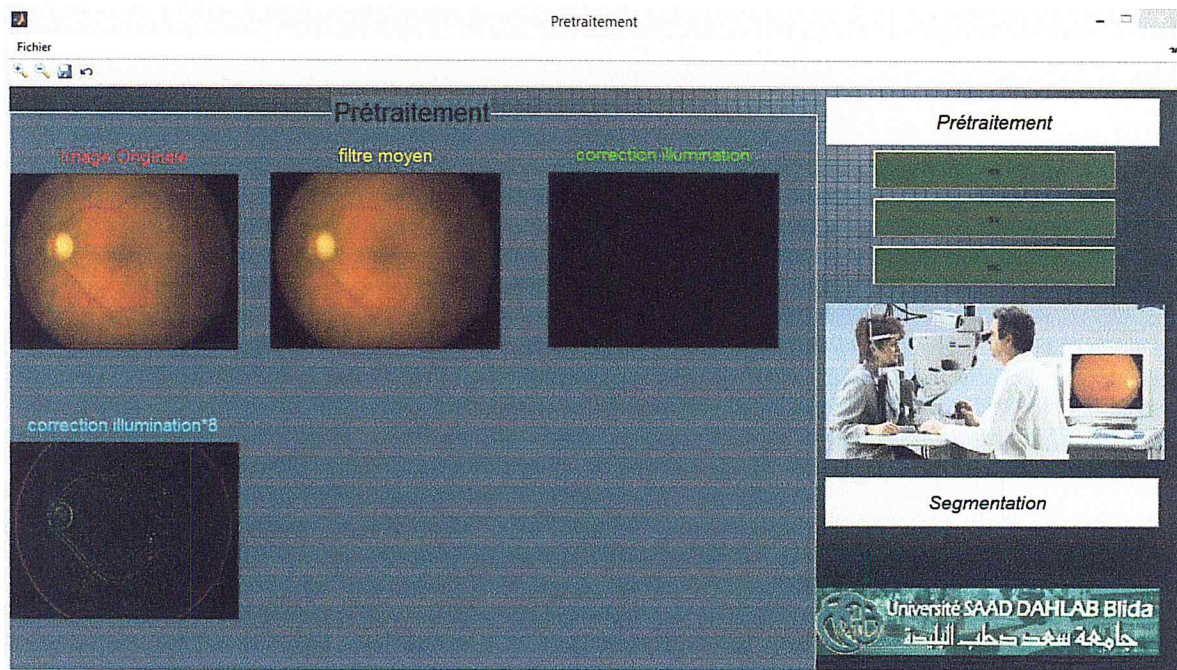 Pretraitement
Fichier
Prétraitement
Image Originale
filtre moyen
correction illumination
correction illumination*8
Prétraitement
Segmentation
Université SAAD DAHLAB Blida
جامعة سعد دحلب البليدة